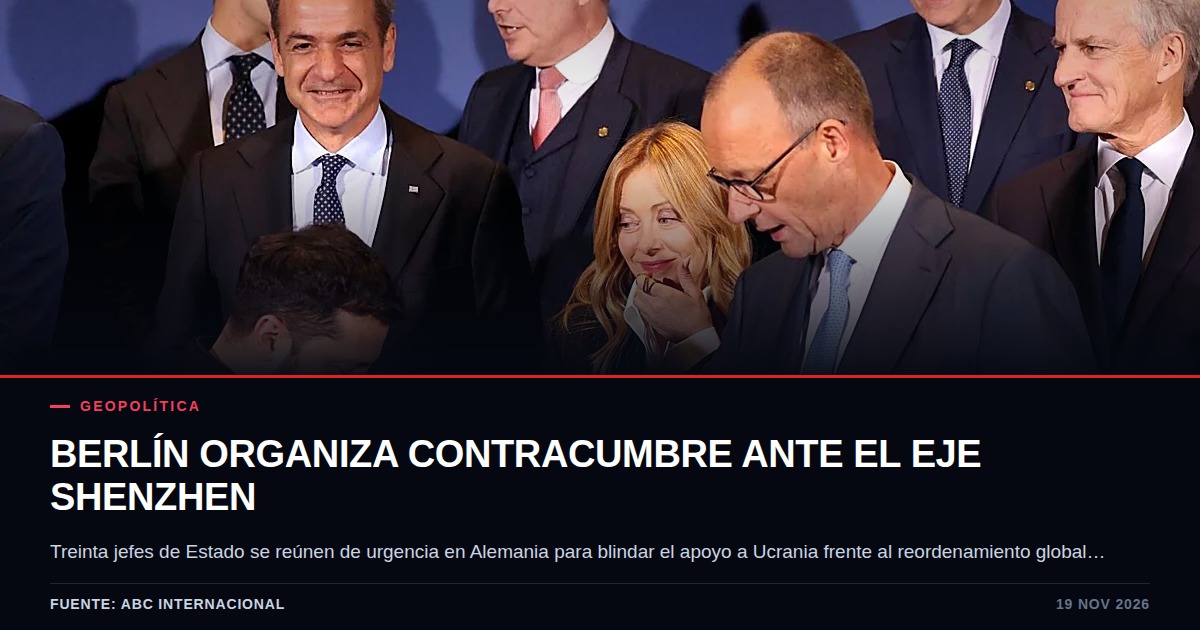 GEOPOLÍTICA
BERLÍN ORGANIZA CONTRACUMBRE ANTE EL EJE
SHENZHEN
Treinta jefes de Estado se reúnen de urgencia en Alemania para blindar el apoyo a Ucrania frente al reordenamiento global…
FUENTE: ABC INTERNACIONAL
19 NOV 2026